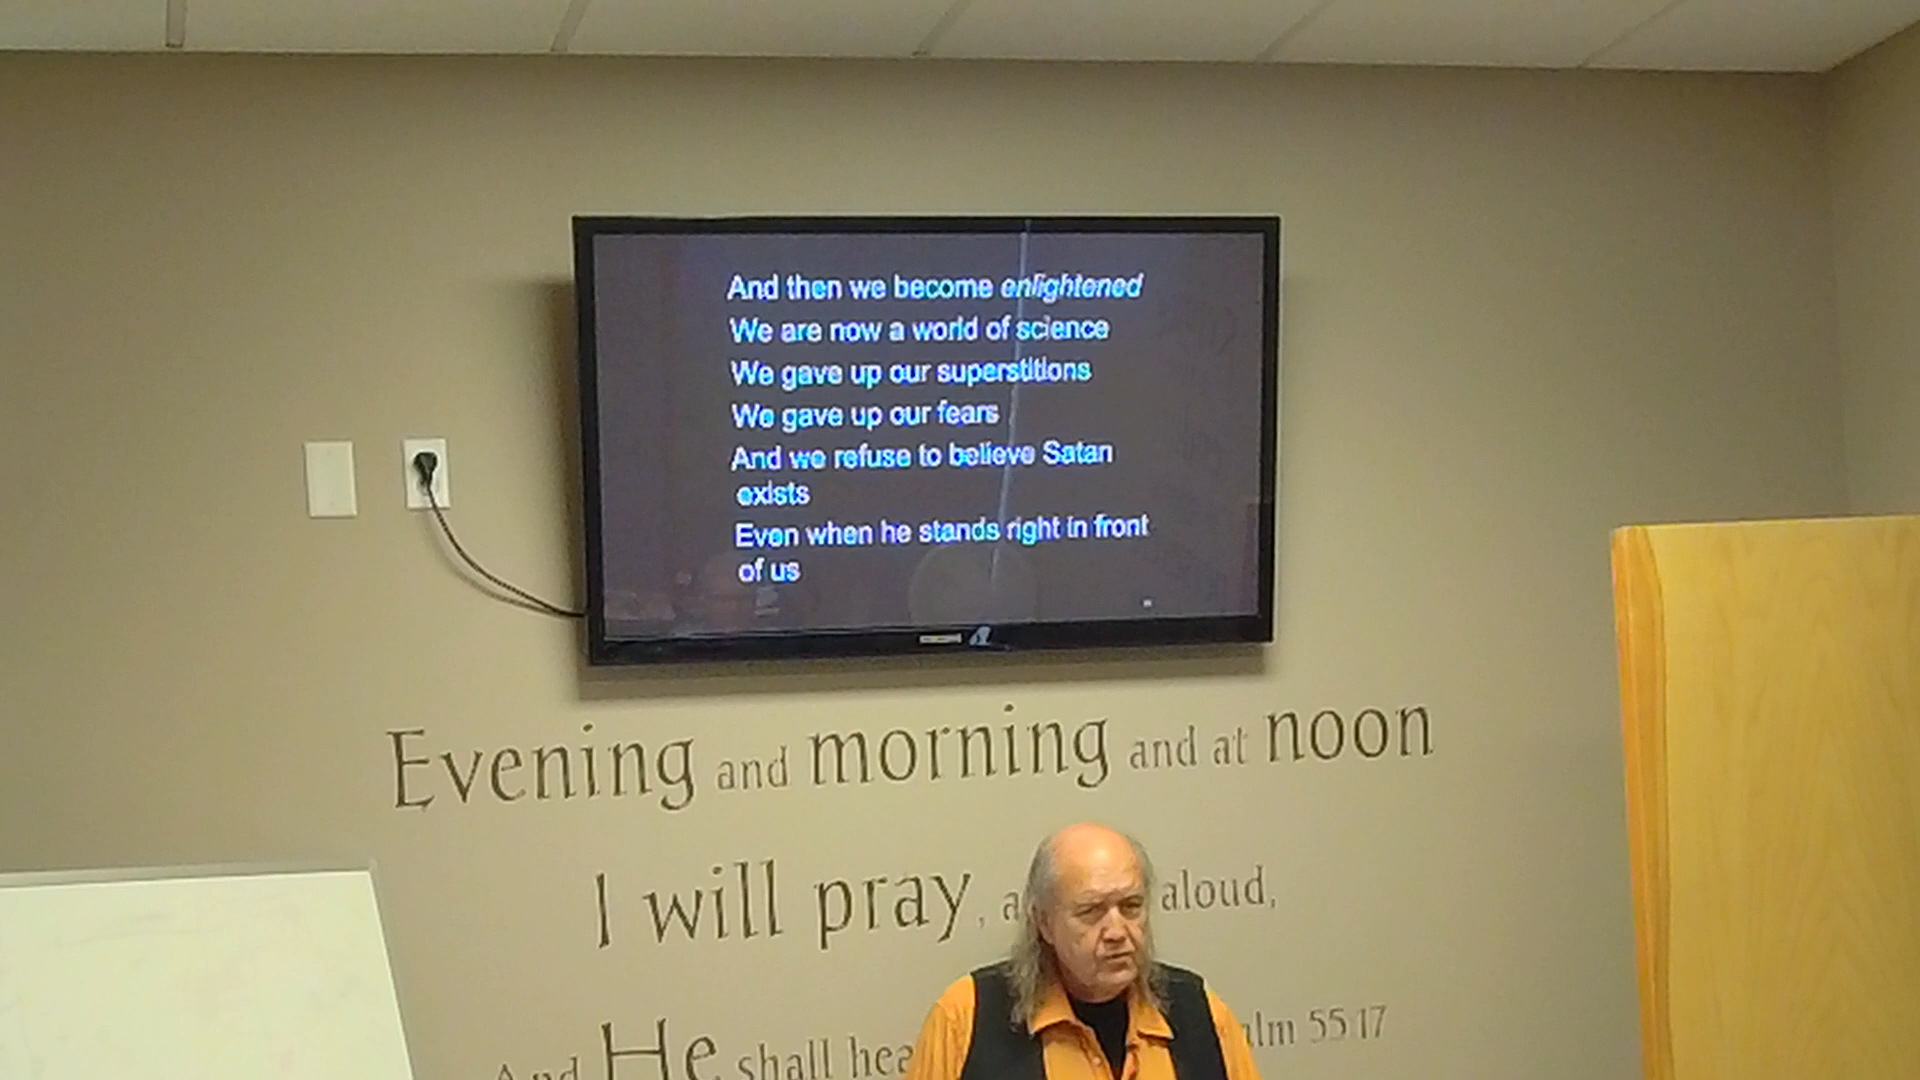 And then we become enlightened
We are now a world of science
We gave up our superstitions
We gave up our fears
And we refuse to believe Satan
exists
Even when he stands right in front
of us
Evening and morning and at noon
I will pray, a aloud,
And He shall hea alm 55 17